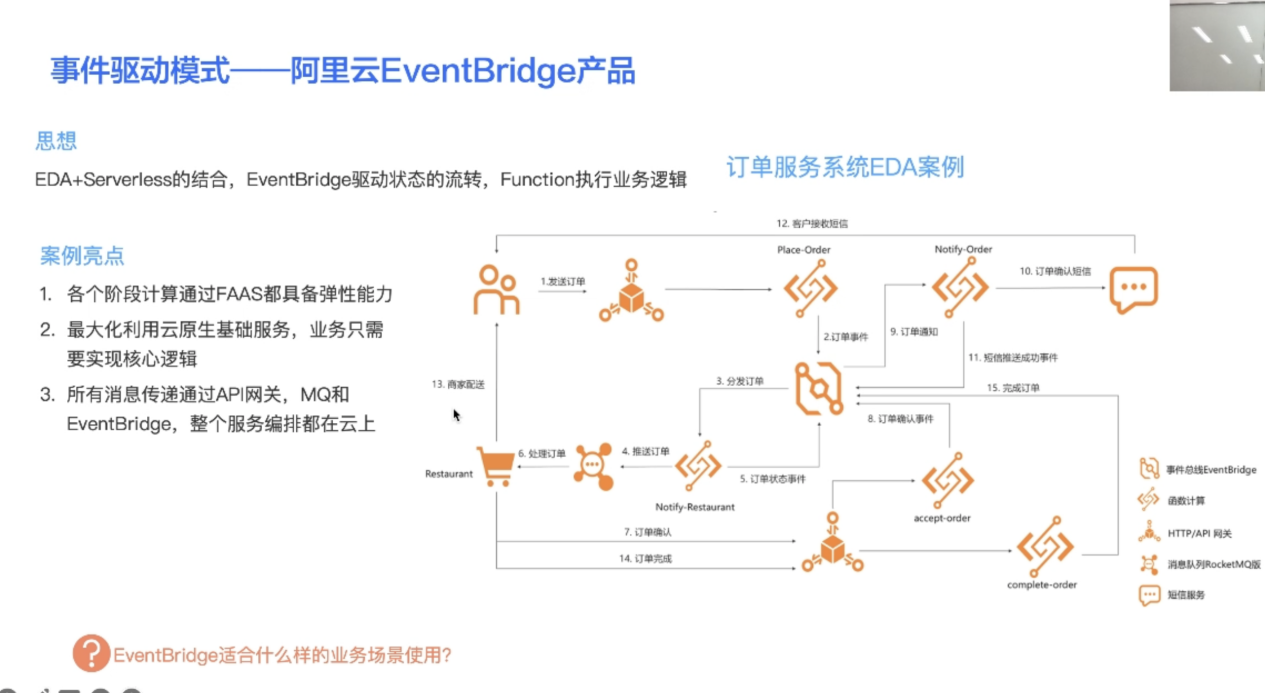 事件驱动模式——阿里云EventBridge产品
思想
EDA+Serverless的结合，EventBridge驱动状态的流转，Function执行业务逻辑
案例亮点
1. 各个阶段计算通过FAAS都具备弹性能力
2. 最大化利用云原生基础服务，业务只需
要实现核心逻辑
3. 所有消息传递通过API网关，MQ和
EventBridge，整个服务编排都在云上
订单服务系统EDA案例
12. 客户接收短信
Place-Order
Notify-Order
1.发送订单
10. 订单确认短信
2.订单事件
9. 订单通知
11. 短信推送成功事件
3. 分发订单
15. 完成订单
13. 商家配送
8. 订单确认事件
6. 处理订单
4. 推送订单
Restaurant
5. 订单状态事件
Notify-Restaurant
accept-order
7. 订单确认
14. 订单完成
complete-order
事件总线EventBridge
函数计算
HTTP/API 网关
消息队列RocketMQ版
短信服务
?
EventBridge适合什么样的业务场景使用?